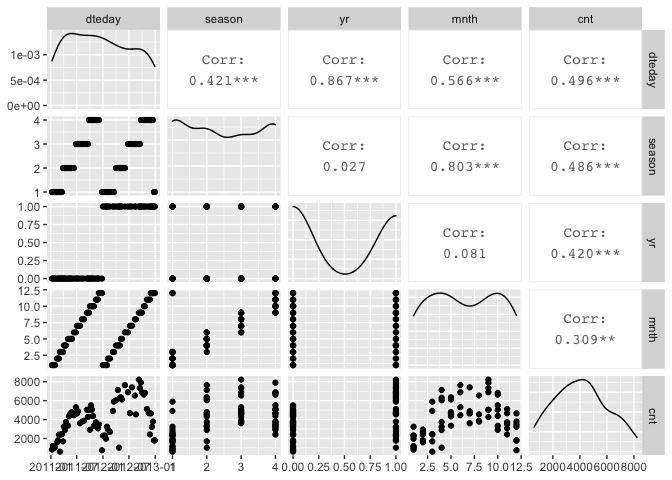 dteday season yr mnth cnt
1e-03
5e-04
0e+00
Corr:
0.421***
Corr:
0.867***
Corr:
0.566***
Corr:
0.496***
dteday
4
3
2
1
Corr:
0.027
Corr:
0.803***
Corr:
0.486***
season
1.00
0.75
0.50
0.25
0.00
Corr:
0.081
Corr:
0.420***
yr
12.5
10.0
7.5
5.0
2.5
Corr:
0.309**
mnth
8000
6000
4000
2000
cnt
1 2 3 4
0.00 0.25 0.50 0.75 1.00
2.5 5.0 7.5 10.0 12.5
2000 4000 6000 8000